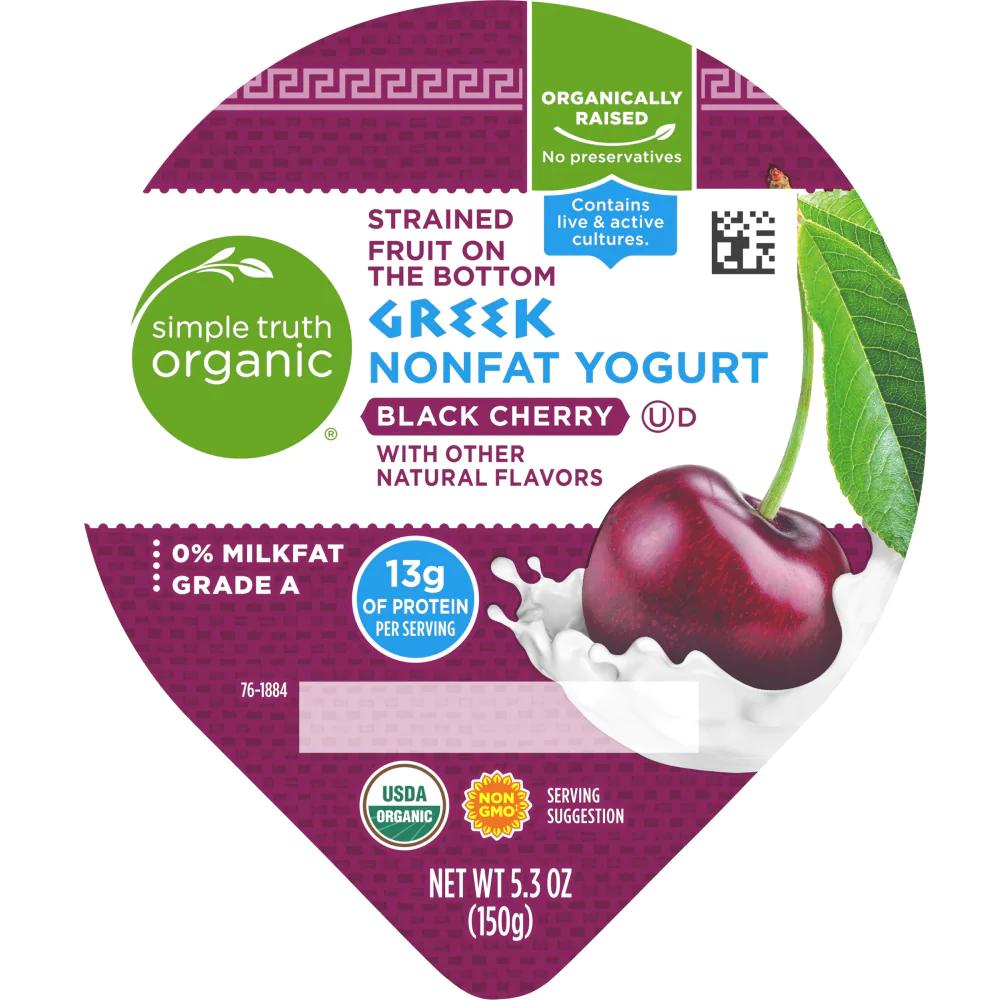 ORGANICALLY
RAISED
No preservatives
Contains
live & active
cultures.
STRAINED
FRUIT ON
THE BOTTOM
GREEK
NONFAT YOGURT
BLACK CHERRY
U D
WITH OTHER
NATURAL FLAVORS
simple truth
organic
®
0% MILKFAT
GRADE A
13g
OF PROTEIN
PER SERVING
76-1884
USDA
ORGANIC
NON
GMO
SERVING
SUGGESTION
NET WT 5.3 OZ
(150g)